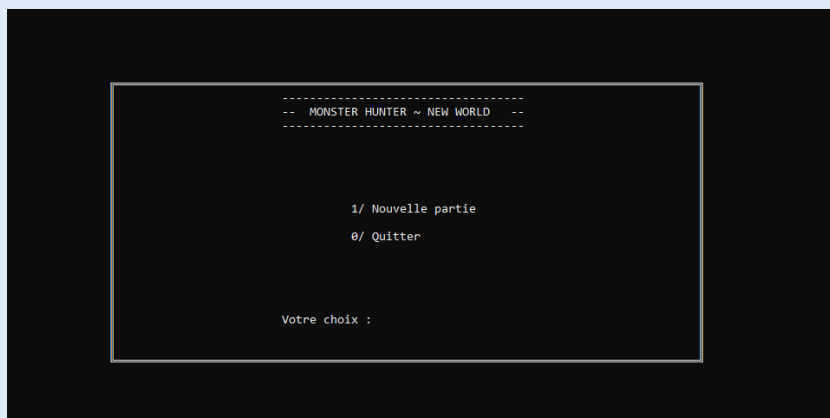 -----------------------------------
--  MONSTER HUNTER ~ NEW WORLD   --
-----------------------------------
1/ Nouvelle partie
0/ Quitter
Votre choix :